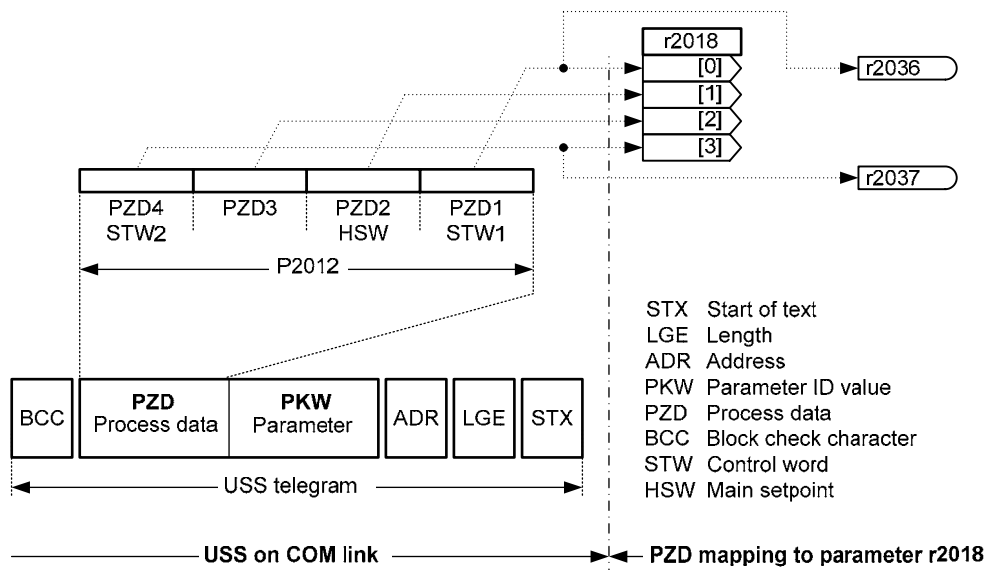 r2018
[0]
r2036
[1]
[2]
[3]
r2037
PZD4 PZD3 PZD2 PZD1
STW2 HSW STW1
P2012
STX Start of text
LGE Length
ADR Address
PKW Parameter ID value
PZD Process data
BCC Block check character
STW Control word
HSW Main setpoint
BCC
PZD
Process data
PKW
Parameter
ADR
LGE
STX
USS telegram
USS on COM link
PZD mapping to parameter r2018